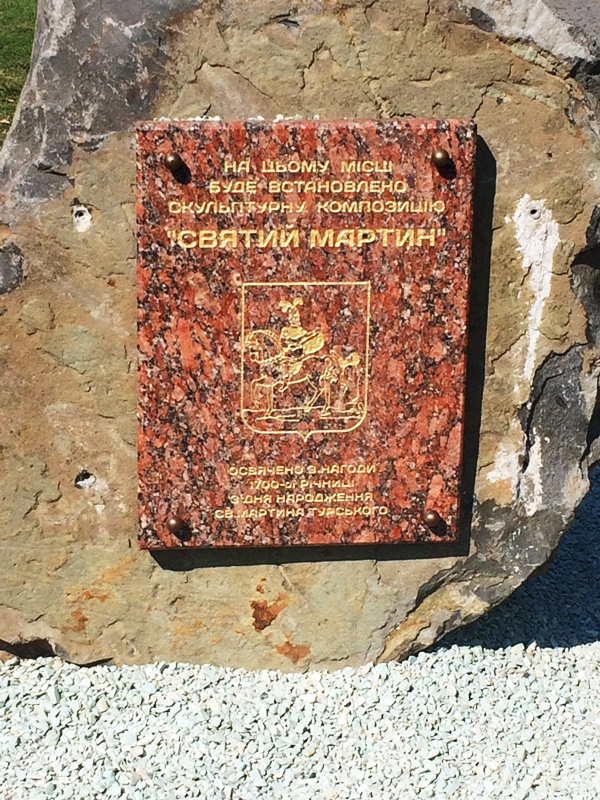 НА ЦЬОМУ МІСЦІ
БУДЕ ВСТАНОВЛЕНО
СКУЛЬПТУРНУ КОМПОЗИЦІЮ
"СВЯТИЙ МАРТИН"
ОСВЯЧЕНО З НАГОДИ
1700-ої РІЧНИЦІ
З ДНЯ НАРОДЖЕННЯ
СВ.МАРТИНА ТУРСЬКОГО